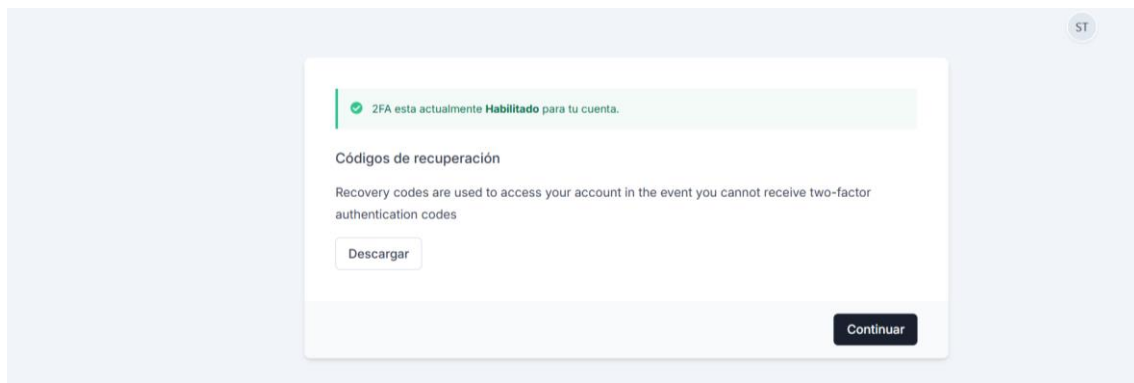 ST
2FA esta actualmente Habilitado para tu cuenta.
Códigos de recuperación
Recovery codes are used to access your account in the event you cannot receive two-factor
authentication codes
Descargar
Continuar